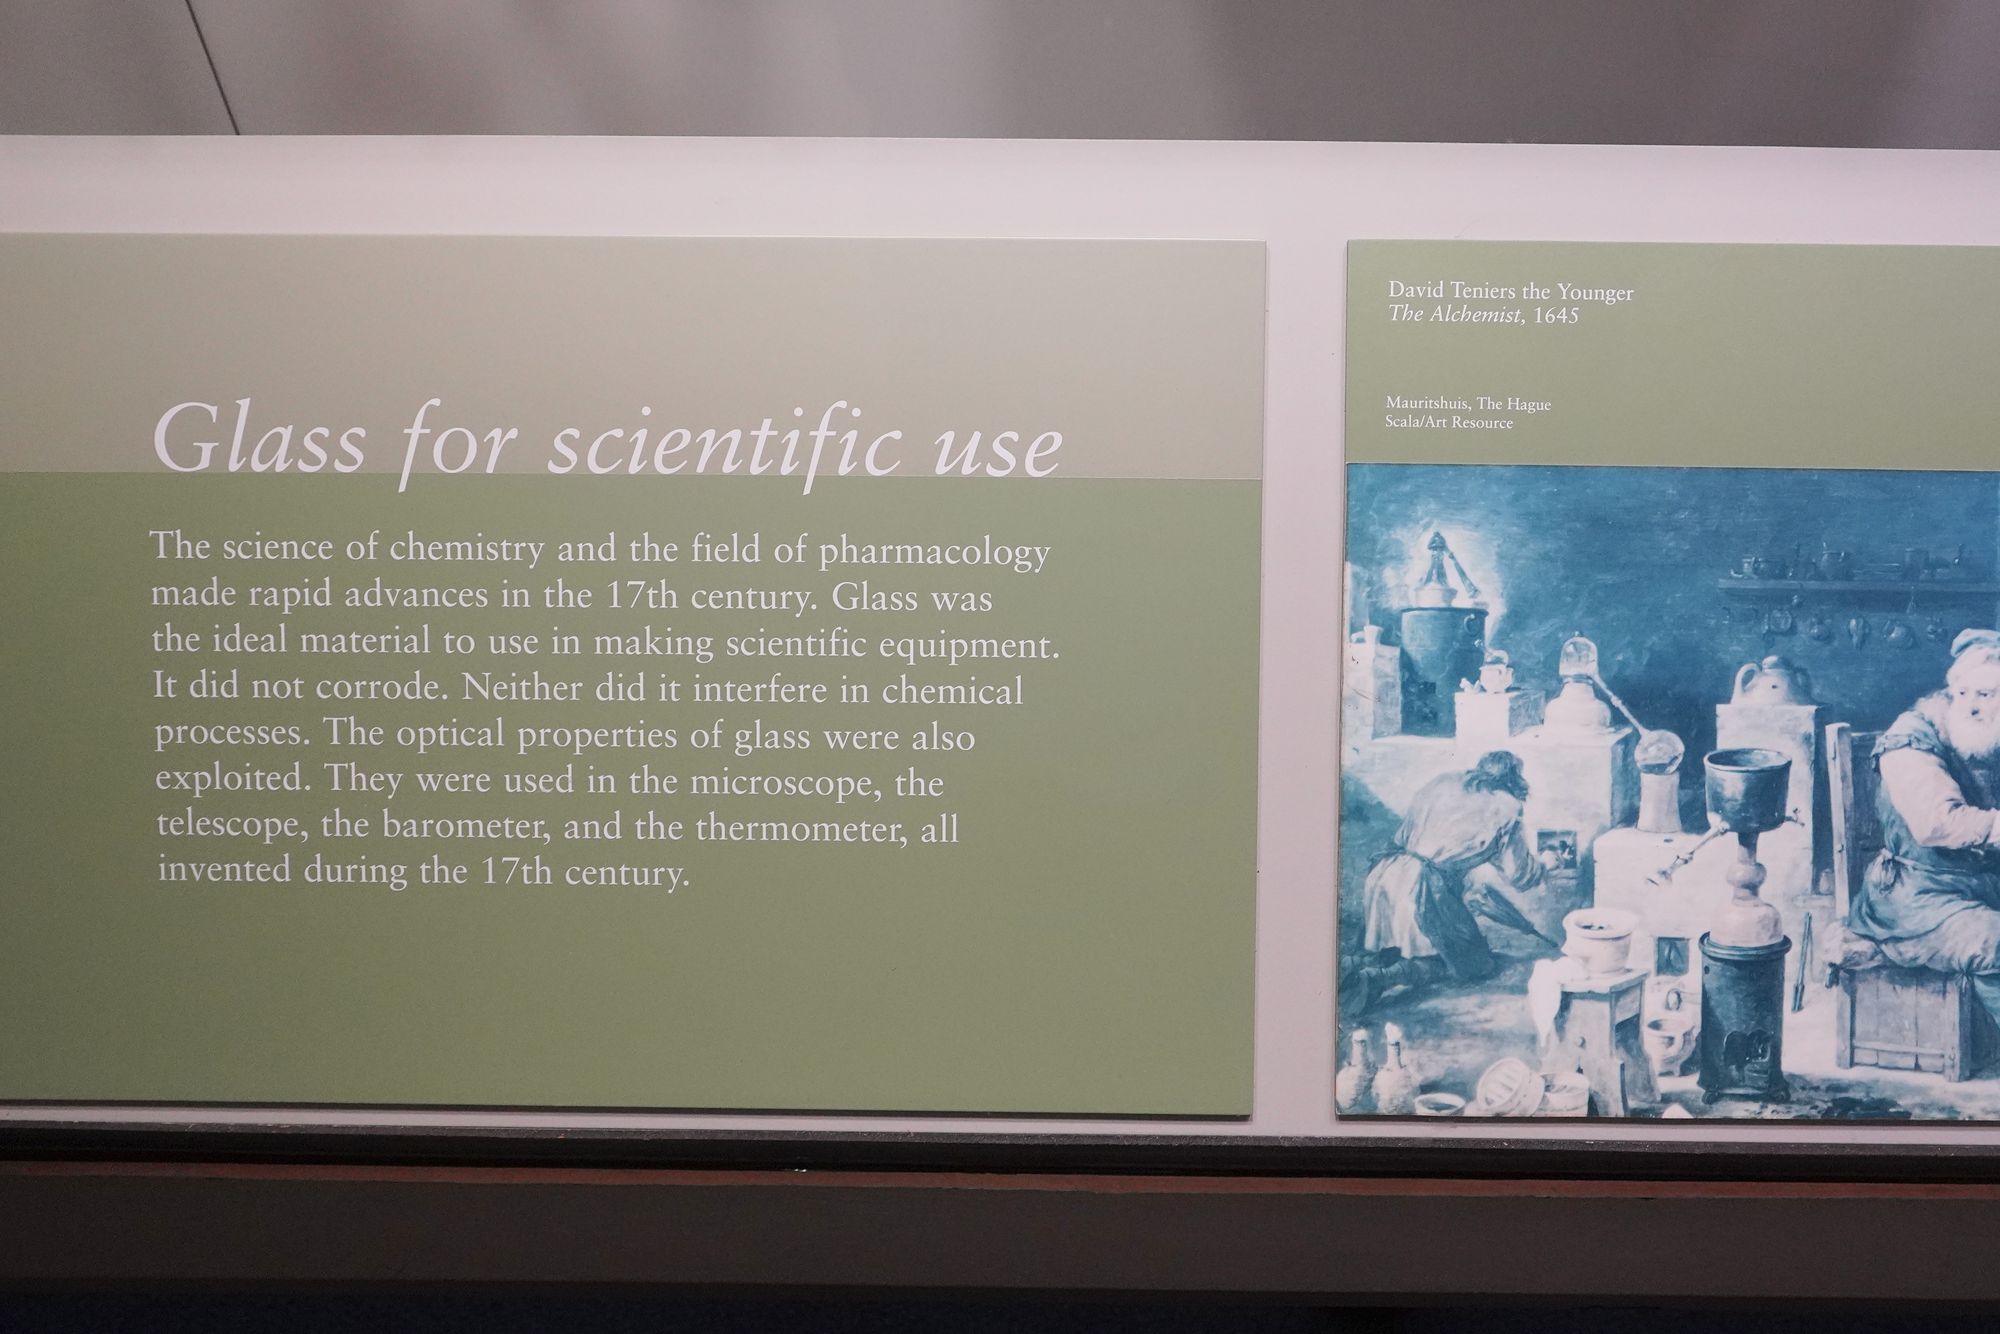 Glass for scientific use
The science of chemistry and the field of pharmacology
made rapid advances in the 17th century. Glass was
the ideal material to use in making scientific equipment.
It did not corrode. Neither did it interfere in chemical
processes. The optical properties of glass were also
exploited. They were used in the microscope, the
telescope, the barometer, and the thermometer, all
invented during the 17th century.
David Teniers the Younger
The Alchemist, 1645
Mauritshuis, The Hague
Scala/Art Resource